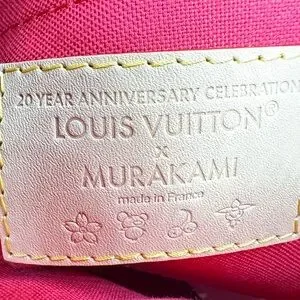 20 YEAR ANNIVERSARY CELEBRATION
LOUIS VUITTON®
x
MURAKAMI
made in France